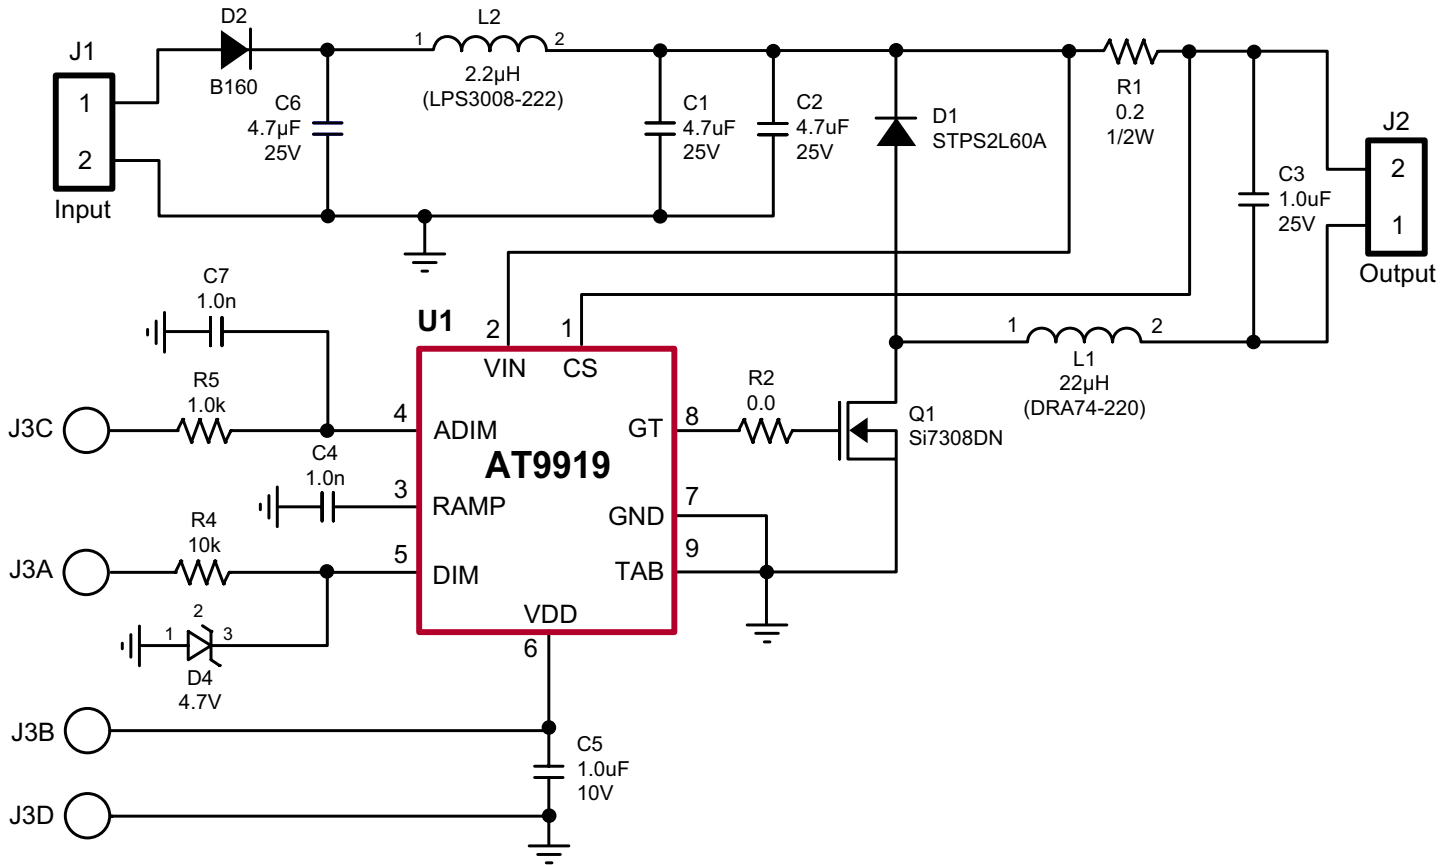 D2
L2
J1
1
2
B160
2.2µH
(LPS3008-222)
R1
0.2
1/2W
1
C6
4.7µF
25V
C1
4.7uF
25V
C2
4.7uF
25V
D1
STPS2L60A
J2
2
Input
2
C3
1.0uF
25V
1
Output
C7
1.0n
U1
2
1
1
2
VIN
CS
L1
22µH
(DRA74-220)
R5
1.0k
R2
0.0
J3C
4
ADIM
GT
8
Q1
Si7308DN
C4
1.0n
AT9919
3
RAMP
7
GND
R4
10k
J3A
5
DIM
9
TAB
2
1
3
D4
4.7V
VDD
6
J3B
C5
1.0uF
10V
J3D